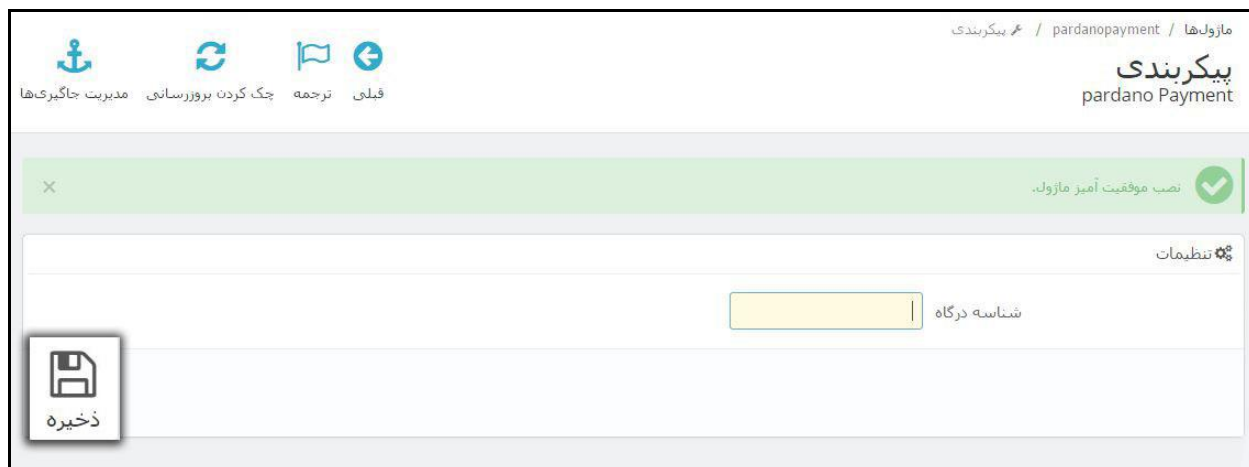 ماژول‌ها / pardanopayment / پیکربندی
پیکربندی
pardano Payment
قبلی
ترجمه
چک کردن بروزرسانی
مدیریت جاگیری‌ها
نصب موفقیت آمیز ماژول.
تنظیمات
شناسه درگاه
ذخیره